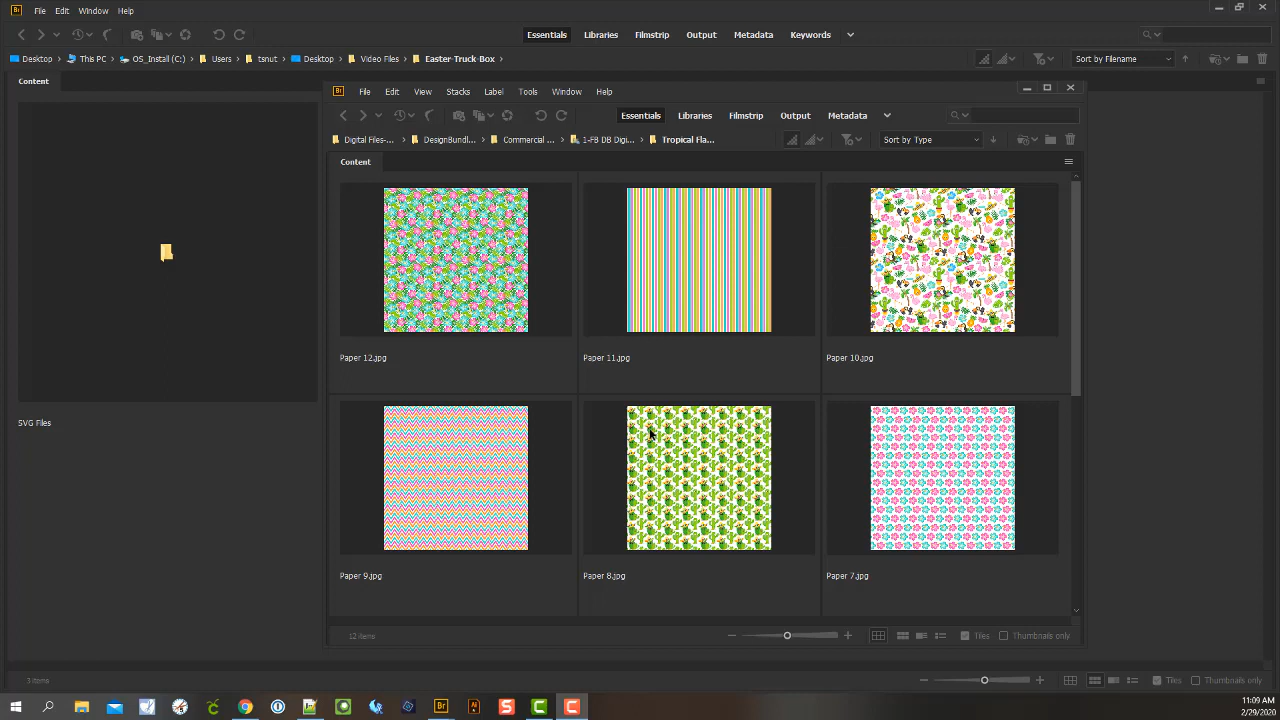 Br File Edit Window Help
Essentials Libraries Filmstrip Output Metadata Keywords
Desktop This PC OS_Install (C:) Users tsnut Desktop Video Files Easter-Truck-Box Sort by Filename
Content
Br File Edit View Stacks Label Tools Window Help
Essentials Libraries Filmstrip Output Metadata
Digital Files-... DesignBundl... Commercial ... 1-FB DB Digi... Tropical Fla... Sort by Type
Content
Paper 12.jpg Paper 11.jpg Paper 10.jpg
SVG Files
Paper 9.jpg Paper 8.jpg Paper 7.jpg
12 items Tiles Thumbnails only
3 items Tiles Thumbnails only
Br Ai S C C
11:09 AM
2/29/2020